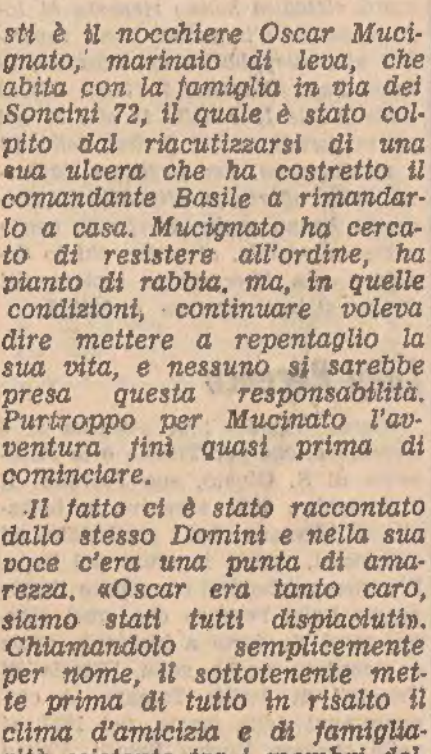 sti è il nocchiere Oscar Muci-
gnato, marinaio di leva, che
abita con la famiglia in via dei
Soncini 72, il quale è stato col-
pito dal riacutizzarsi di una
sua ulcera che ha costretto il
comandante Basile a rimandar-
lo a casa. Mucignato ha cerca-
to di resistere all'ordine, ha
pianto di rabbia. ma, in quelle
condizioni, continuare voleva
dire mettere a repentaglio la
sua vita, e nessuno si sarebbe
presa questa responsabilità.
Purtroppo per Mucinato l'av-
ventura finì quasi prima di
cominciare.
Il fatto ci è stato raccontato
dallo stesso Domini e nella sua
voce c'era una punta di ama-
rezza. «Oscar era tanto caro,
siamo stati tutti dispiaciuti».
Chiamandolo semplicemente
per nome, il sottotenente met-
te prima di tutto in risalto il
clima d'amicizia e di famiglia-